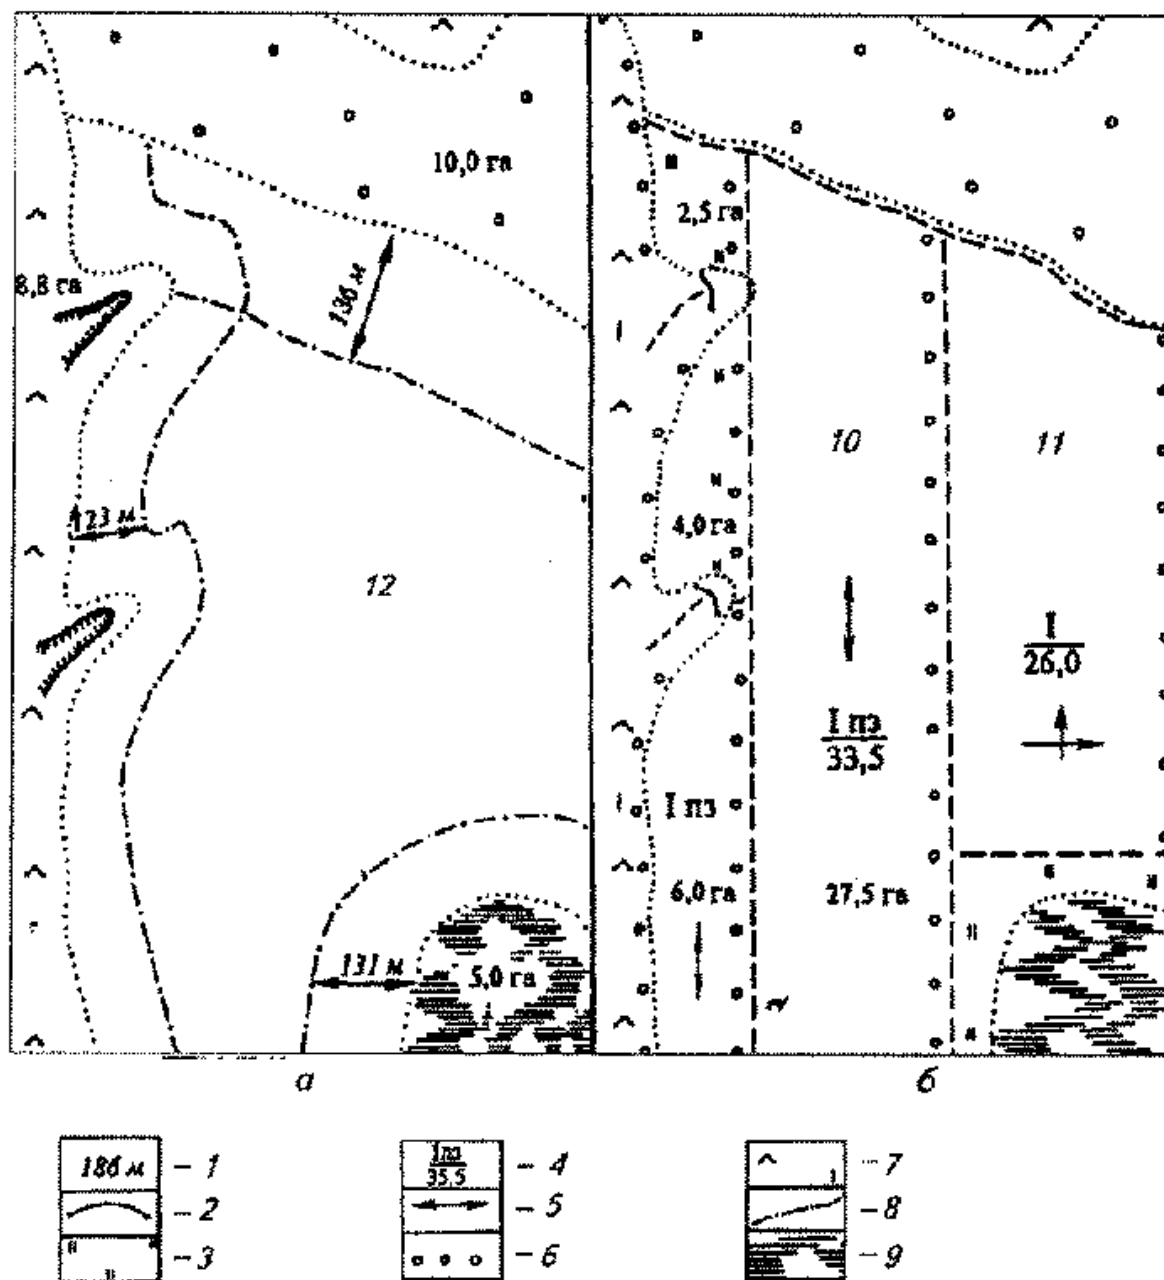 10,0 га
2,5 га
8,8 га
136 м
10
11
4,0 га
123 м
12
I
26,0
I пз
33,5
I пз
6,0 га
27,5 га
131 м
5,0 га
а
б
186 м – 1
– 2
– 3
Iпз
35.5
– 4
– 5
– 6
– 7
– 8
– 9